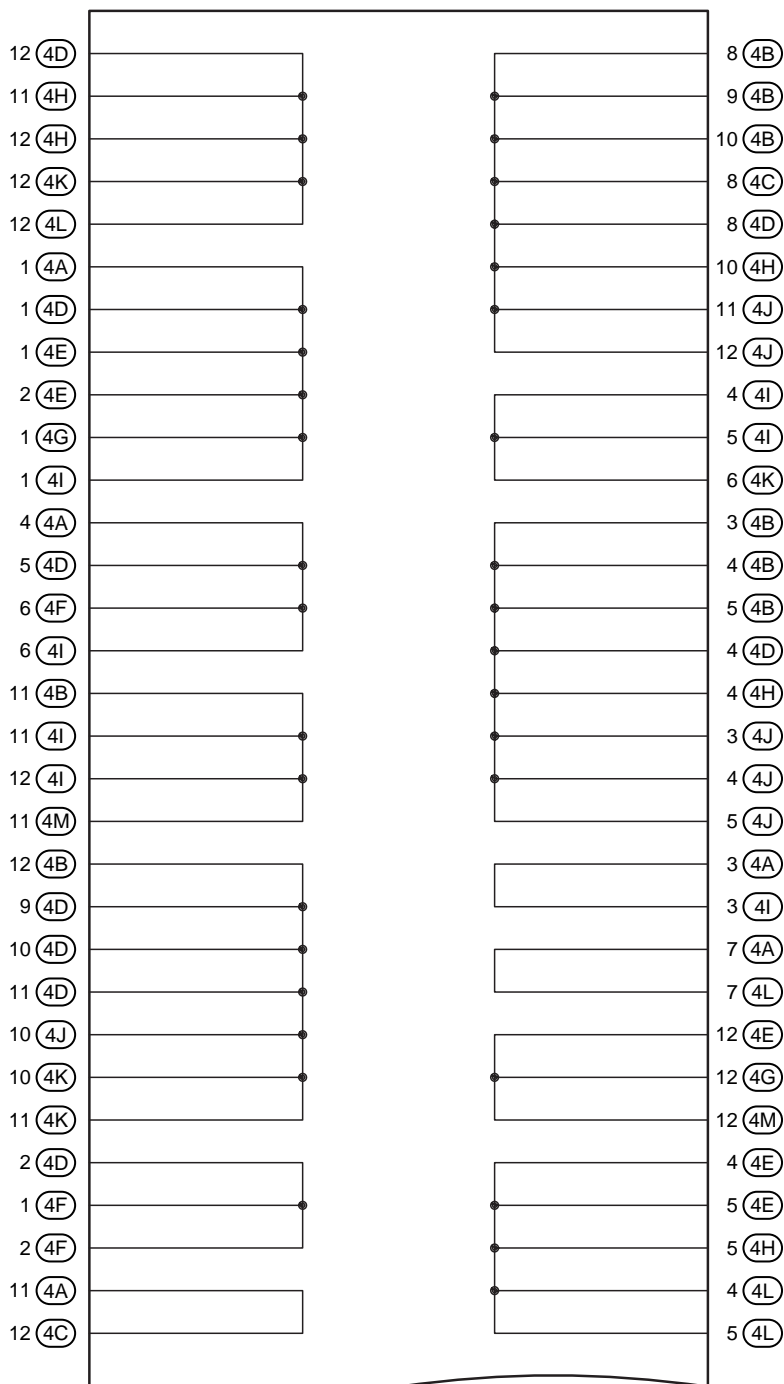 12 4D 8 4B
11 4H 9 4B
12 4H 10 4B
12 4K 8 4C
12 4L 8 4D
1 4A 10 4H
1 4D 11 4J
1 4E 12 4J
2 4E 4 4I
1 4G 5 4I
1 4I 6 4K
4 4A 3 4B
5 4D 4 4B
6 4F 5 4B
6 4I 4 4D
11 4B 4 4H
11 4I 3 4J
12 4I 4 4J
11 4M 5 4J
12 4B 3 4A
9 4D 3 4I
10 4D 7 4A
11 4D 7 4L
10 4J 12 4E
10 4K 12 4G
11 4K 12 4M
2 4D 4 4E
1 4F 5 4E
2 4F 5 4H
11 4A 4 4L
12 4C 5 4L